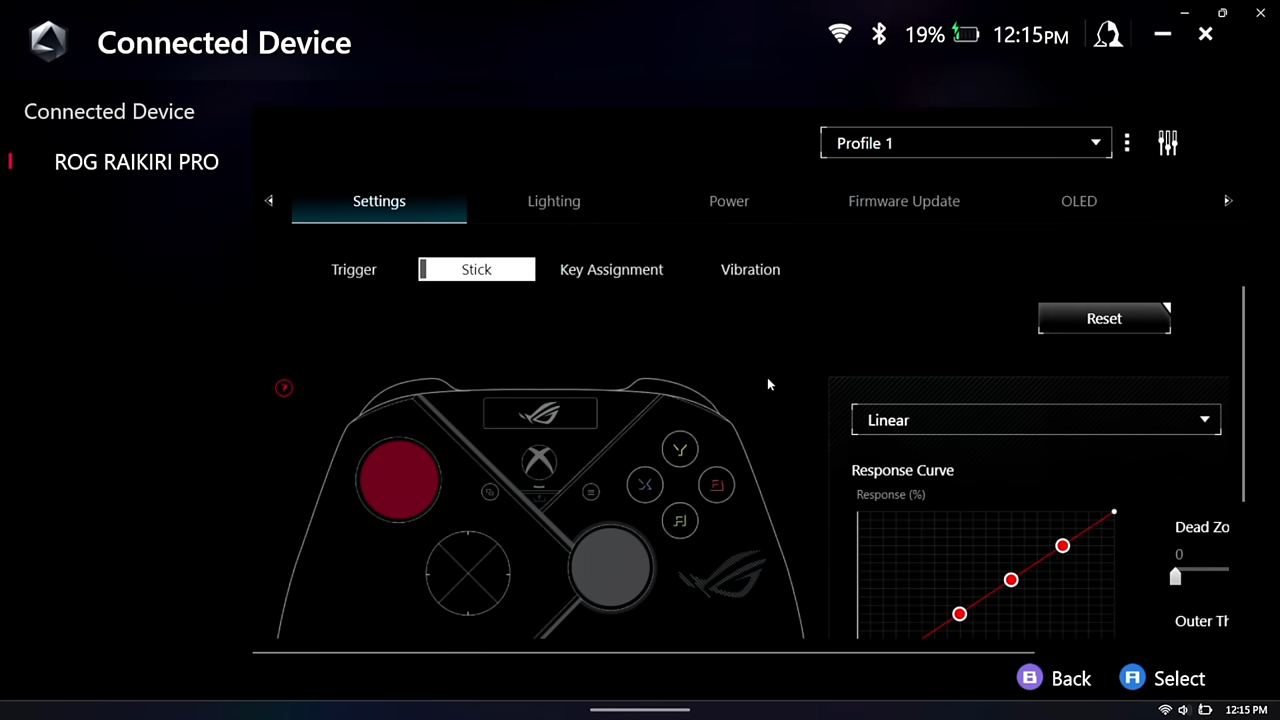 Connected Device
19%
12:15PM
Connected Device
ROG RAIKIRI PRO
Profile 1
Settings
Lighting
Power
Firmware Update
OLED
Trigger
Stick
Key Assignment
Vibration
Reset
?
Y
X
B
A
Linear
Response Curve
Response (%)
Dead Zo
0
Outer Th
B Back
A Select
12:15 PM